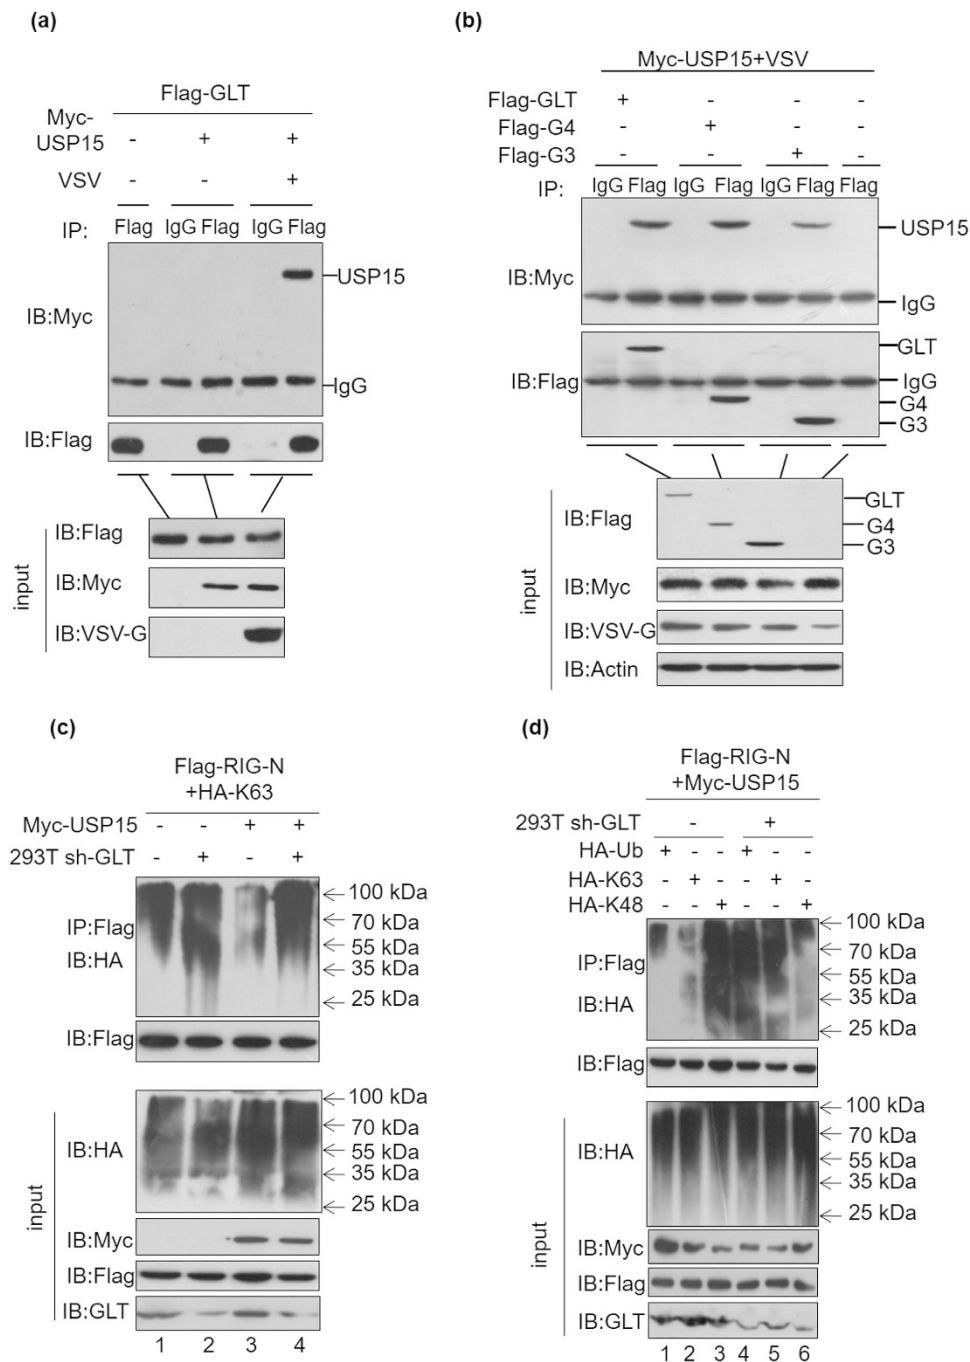 (a)
Flag-GLT
Myc-
USP15 - + +
VSV - - +
IP: Flag IgG Flag IgG Flag
USP15
IB:Myc
IgG
IB:Flag
input
IB:Flag
IB:Myc
IB:VSV-G
(b)
Myc-USP15+VSV
Flag-GLT + - - -
Flag-G4 - + - -
Flag-G3 - - + -
IP: IgG Flag IgG Flag IgG Flag Flag
USP15
IB:Myc
IgG
GLT
IB:Flag
IgG
G4
G3
input
IB:Flag
GLT
G4
G3
IB:Myc
IB:VSV-G
IB:Actin
(c)
Flag-RIG-N
+HA-K63
Myc-USP15 - - + +
293T sh-GLT - + - +
IP:Flag
IB:HA
100 kDa
70 kDa
55 kDa
35 kDa
25 kDa
IB:Flag
input
IB:HA
100 kDa
70 kDa
55 kDa
35 kDa
25 kDa
IB:Myc
IB:Flag
IB:GLT
1 2 3 4
(d)
Flag-RIG-N
+Myc-USP15
293T sh-GLT - +
HA-Ub + - - + - -
HA-K63 - + - - + -
HA-K48 - - + - - +
IP:Flag
IB:HA
100 kDa
70 kDa
55 kDa
35 kDa
25 kDa
IB:Flag
input
IB:HA
100 kDa
70 kDa
55 kDa
35 kDa
25 kDa
IB:Myc
IB:Flag
IB:GLT
1 2 3 4 5 6